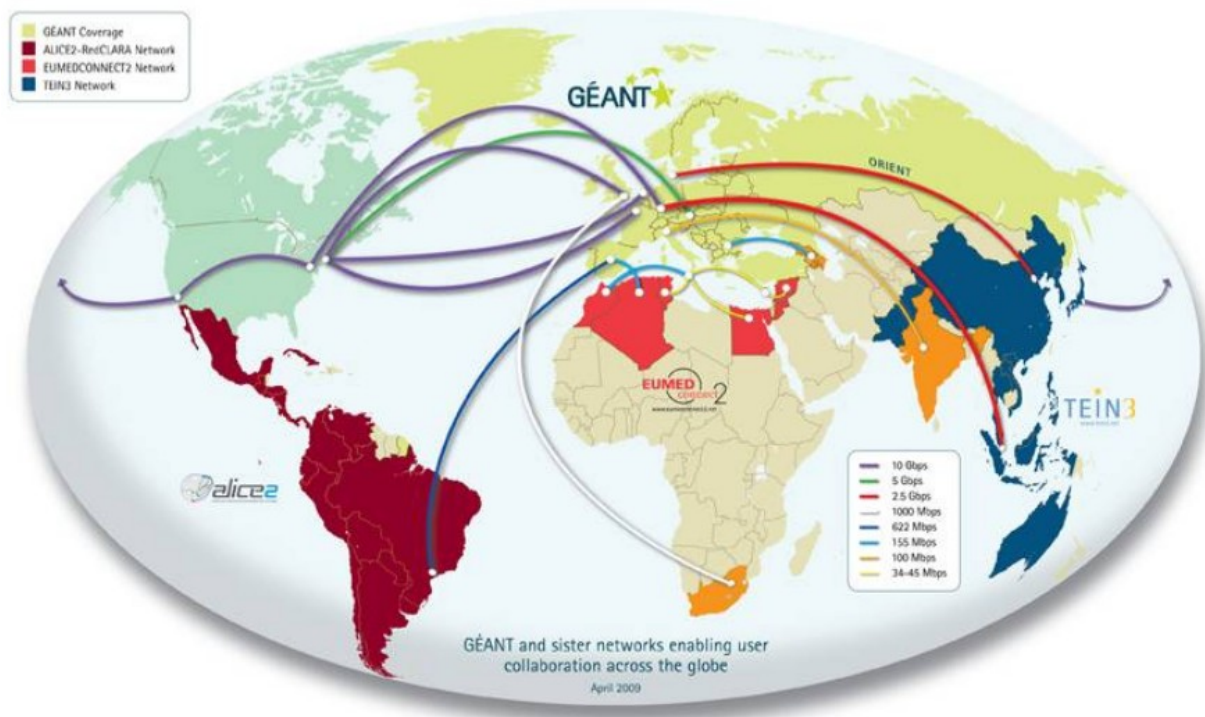 GÉANT Coverage
ALICE2-RedCLARA Network
EUMEDCONNECT2 Network
TEIN3 Network
GÉANT
ORIENT
EUMED
connect 2
TEIN3
alice2
10 Gbps
5 Gbps
2.5 Gbps
1000 Mbps
622 Mbps
155 Mbps
100 Mbps
34-45 Mbps
GÉANT and sister networks enabling user
collaboration across the globe
April 2009